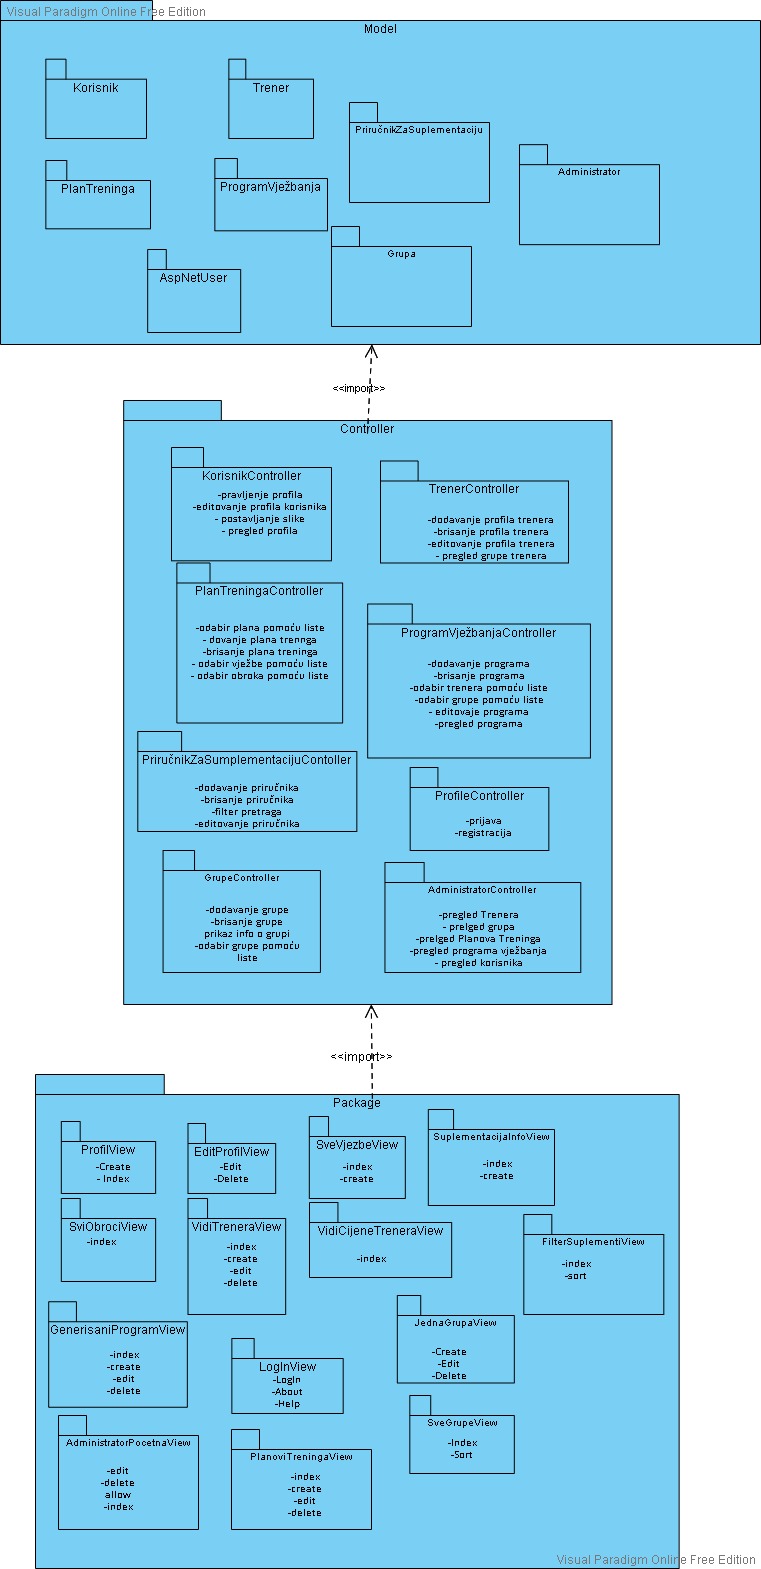 Visual Paradigm Online Free Edition
Model
Korisnik
Trener
PriručnikZaSuplementaciju
Administrator
PlanTreninga
ProgramVježbanja
Grupa
AspNetUser
<<import>>
Controller
KorisnikController
-pravljenje profila
-editovanje profila korisnika
- postavljanje slike
- pregled profila
TrenerController
-dodavanje profila trenera
-brisanje profila trenera
-editovanje profila trenera
- pregled grupe trenera
PlanTreningaController
-odabir plana pomoću liste
- dovanje plana trennga
-brisanje plana treninga
- odabir vježbe pomoću liste
- odabir obroka pomoću liste
ProgramVježbanjaController
-dodavanje programa
-brisanje programa
-odabir trenera pomoću liste
-odabir grupe pomoću liste
- editovaje programa
-pregled programa
PriručnikZaSumplementacijuContoller
-dodavanje priručnika
-brisanje priručnika
-filter pretraga
-editovanje priručnika
ProfileController
-prijava
-registracija
GrupeController
-dodavanje grupe
-brisanje grupe
prikaz info o grupi
-odabir grupe pomoću
liste
AdministratorController
-pregled Trenera
- prelged grupa
-prelged Planova Treninga
-pregled programa vježbanja
- pregled korisnika
<<import>>
Package
ProfilView
-Create
- Index
EditProfilView
-Edit
-Delete
SveVjezbeView
-index
-create
SuplementacijaInfoView
-index
-create
SviObrociView
-index
VidiTreneraView
-index
-create
-edit
-delete
VidiCijeneTreneraView
-index
FilterSuplementiView
-index
-sort
GenerisaniProgramView
-index
-create
-edit
-delete
LogInView
-LogIn
-About
-Help
JednaGrupaView
-Create
-Edit
-Delete
SveGrupeView
-Index
-Sort
AdministratorPocetnaView
-edit
-delete
allow
-index
PlanoviTreningaView
-index
-create
-edit
-delete
Visual Paradigm Online Free Edition